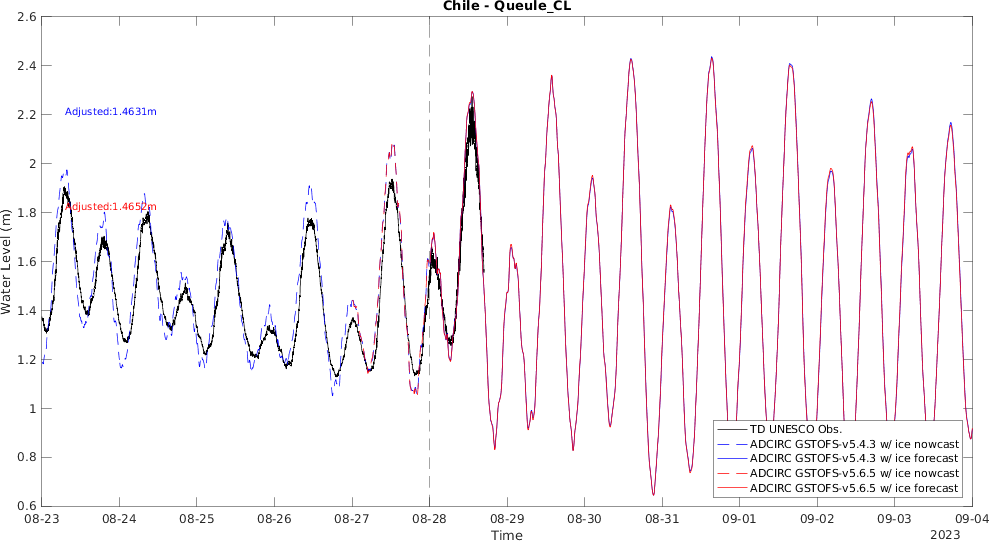 Chile - Queule_CL
2.6
2.4
2.2
2
1.8
1.6
1.4
1.2
1
0.8
0.6
Water Level (m)
Adjusted:1.4631m
Adjusted:1.4652m
TD UNESCO Obs.
ADCIRC GSTOFS-v5.4.3 w/ ice nowcast
ADCIRC GSTOFS-v5.4.3 w/ ice forecast
ADCIRC GSTOFS-v5.6.5 w/ ice nowcast
ADCIRC GSTOFS-v5.6.5 w/ ice forecast
08-23 08-24 08-25 08-26 08-27 08-28 08-29 08-30 08-31 09-01 09-02 09-03 09-04
Time
2023